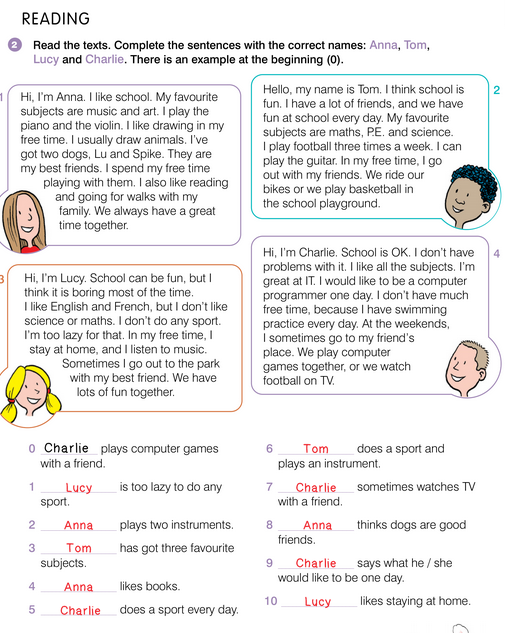 READING
2 Read the texts. Complete the sentences with the correct names: Anna, Tom,
Lucy and Charlie. There is an example at the beginning (0).
1
Hi, I'm Anna. I like school. My favourite
subjects are music and art. I play the
piano and the violin. I like drawing in my
free time. I usually draw animals. I've
got two dogs, Lu and Spike. They are
my best friends. I spend my free time
playing with them. I also like reading
and going for walks with my
family. We always have a great
time together.
2
Hello, my name is Tom. I think school is
fun. I have a lot of friends, and we have
fun at school every day. My favourite
subjects are maths, P.E. and science.
I play football three times a week. I can
play the guitar. In my free time, I go
out with my friends. We ride our
bikes or we play basketball in
the school playground.
3
Hi, I'm Lucy. School can be fun, but I
think it is boring most of the time.
I like English and French, but I don't like
science or maths. I don't do any sport.
I'm too lazy for that. In my free time, I
stay at home, and I listen to music.
Sometimes I go out to the park
with my best friend. We have
lots of fun together.
4
Hi, I'm Charlie. School is OK. I don't have
problems with it. I like all the subjects. I'm
great at IT. I would like to be a computer
programmer one day. I don't have much
free time, because I have swimming
practice every day. At the weekends,
I sometimes go to my friend's
place. We play computer
games together, or we watch
football on TV.
0 Charlie plays computer games
with a friend.
1 Lucy is too lazy to do any
sport.
2 Anna plays two instruments.
3 Tom has got three favourite
subjects.
4 Anna likes books.
5 Charlie does a sport every day.
6 Tom does a sport and
plays an instrument.
7 Charlie sometimes watches TV
with a friend.
8 Anna thinks dogs are good
friends.
9 Charlie says what he / she
would like to be one day.
10 Lucy likes staying at home.